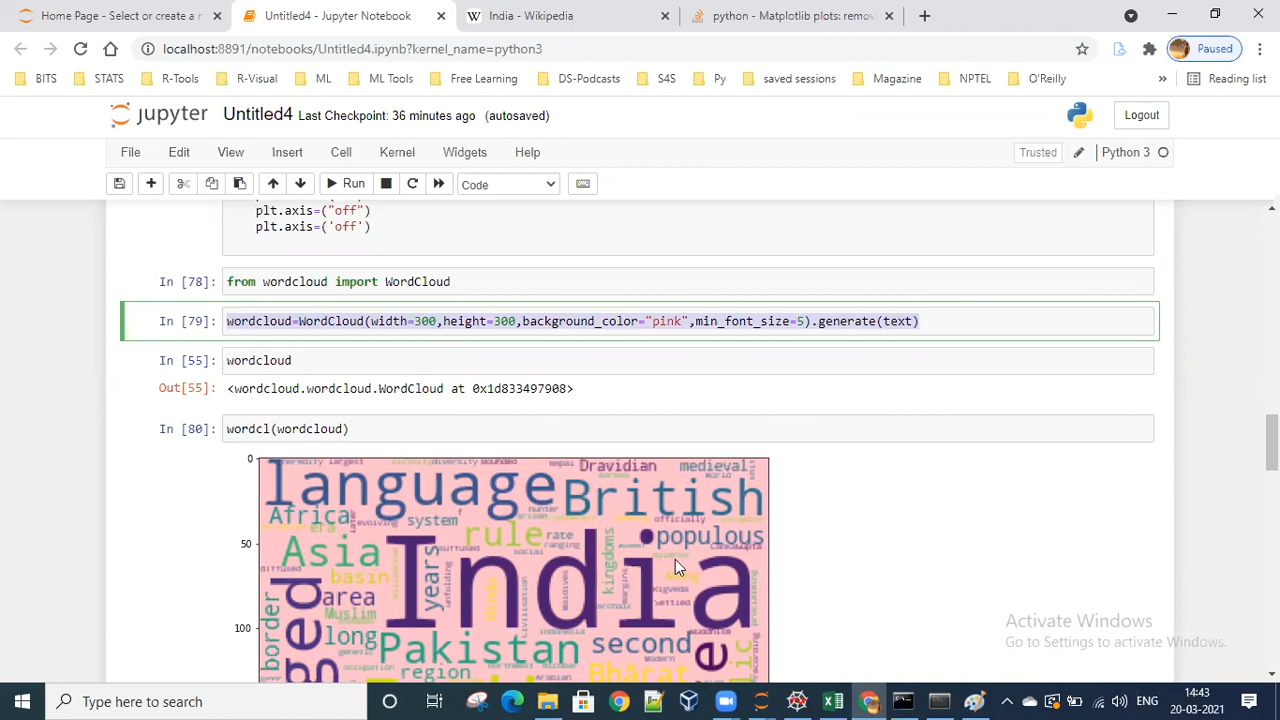 Home Page - Select or create a n
Untitled4 - Jupyter Notebook
India - Wikipedia
python - Matplotlib plots: remov
localhost:8891/notebooks/Untitled4.ipynb?kernel_name=python3
Paused
BITS STATS R-Tools R-Visual ML ML Tools Free Learning DS-Podcasts S4S Py saved sessions Magazine NPTEL O'Reilly » Reading list
jupyter Untitled4 Last Checkpoint: 36 minutes ago (autosaved) Logout
File Edit View Insert Cell Kernel Widgets Help Trusted Python 3
Run Code
plt.axis=("off")
plt.axis=('off')
In [78]: from wordcloud import WordCloud
In [79]: wordcloud=WordCloud(width=300,height=300,background_color="pink",min_font_size=5).generate(text)
In [55]: wordcloud
Out[55]: <wordcloud.wordcloud.WordCloud at 0x1d833497908>
In [80]: wordcl(wordcloud)
0
50
100
Dravidian medieval
language British
Africa system officially
era rule rate populous
Asia years India kingdoms
basin
area
border Muslim
long Pakistan second
region Bharat
Activate Windows
Go to Settings to activate Windows.
Type here to search
ENG
14:43
20-03-2021